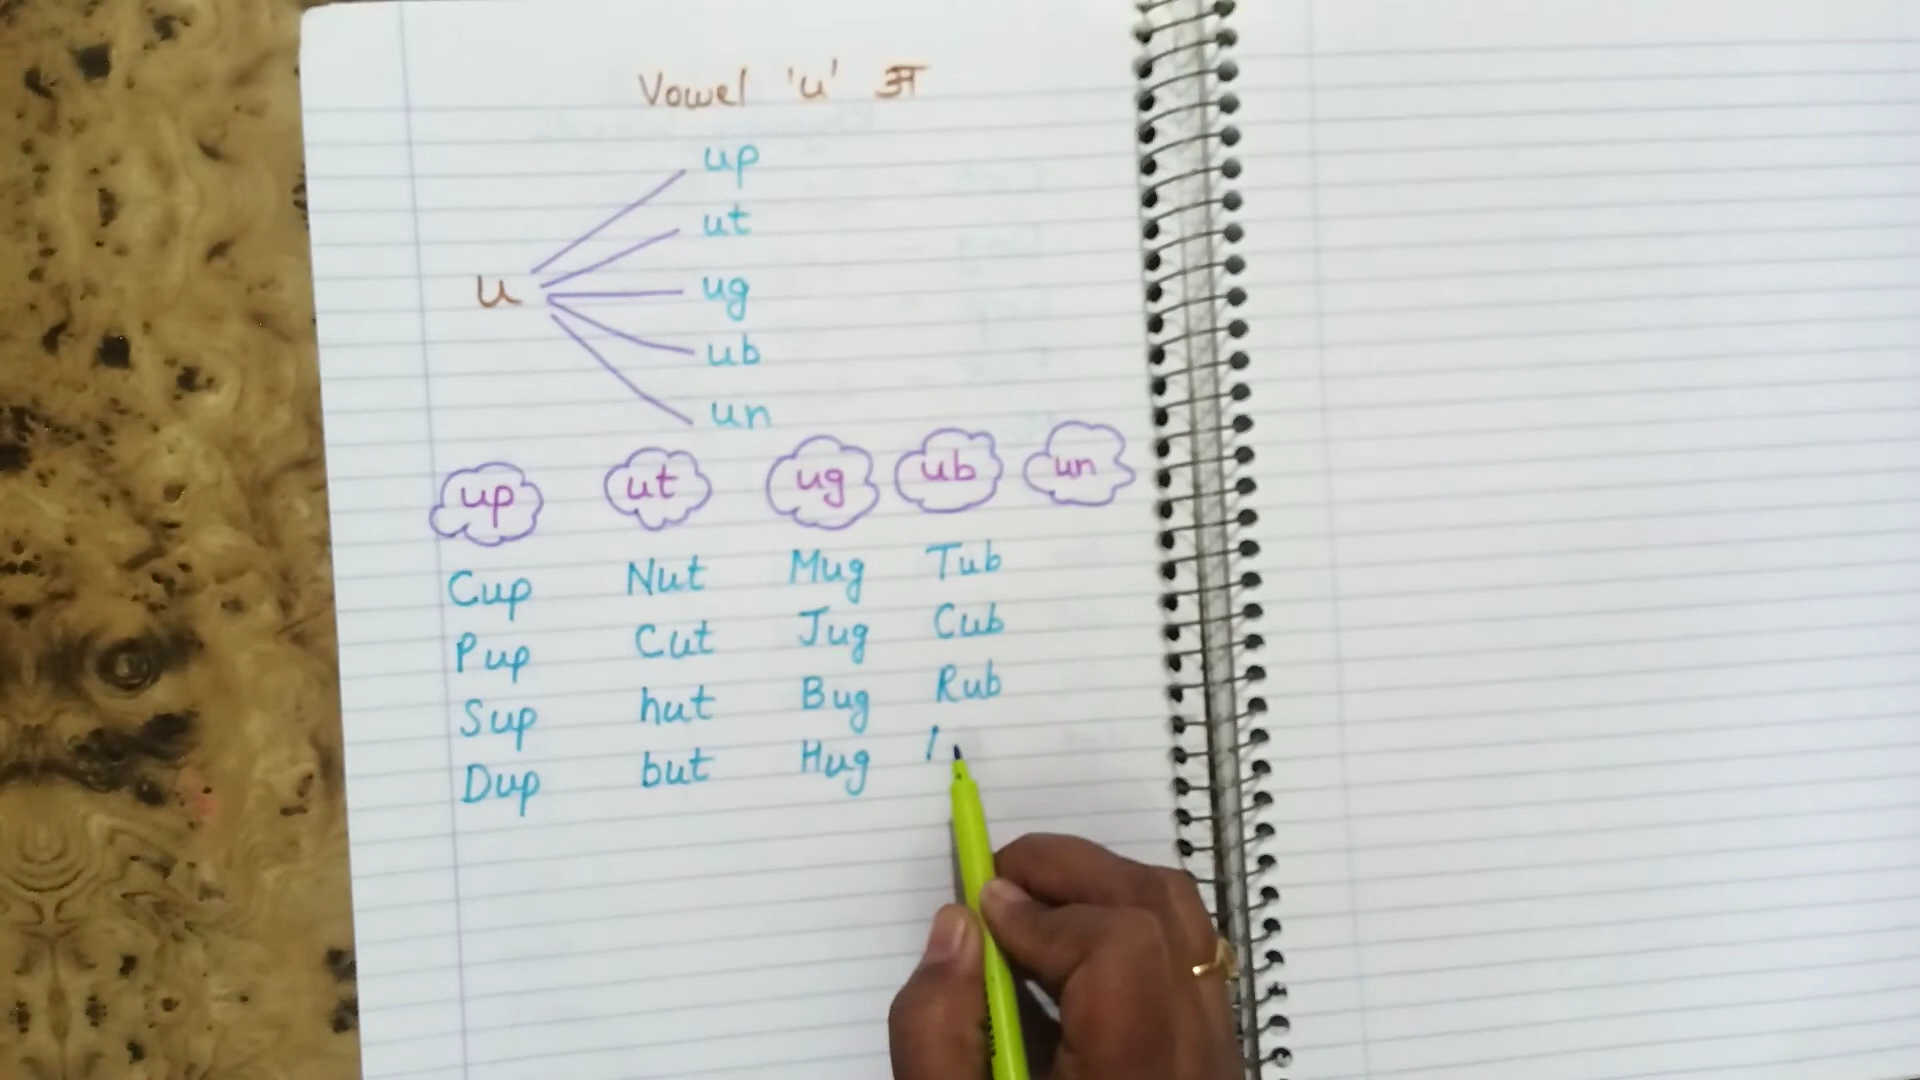 Vowel 'u' अ
up
ut
u
ug
ub
un
up ut ug ub un
Cup Nut Mug Tub
Pup Cut Jug Cub
Sup hut Bug Rub
Dup but Hug